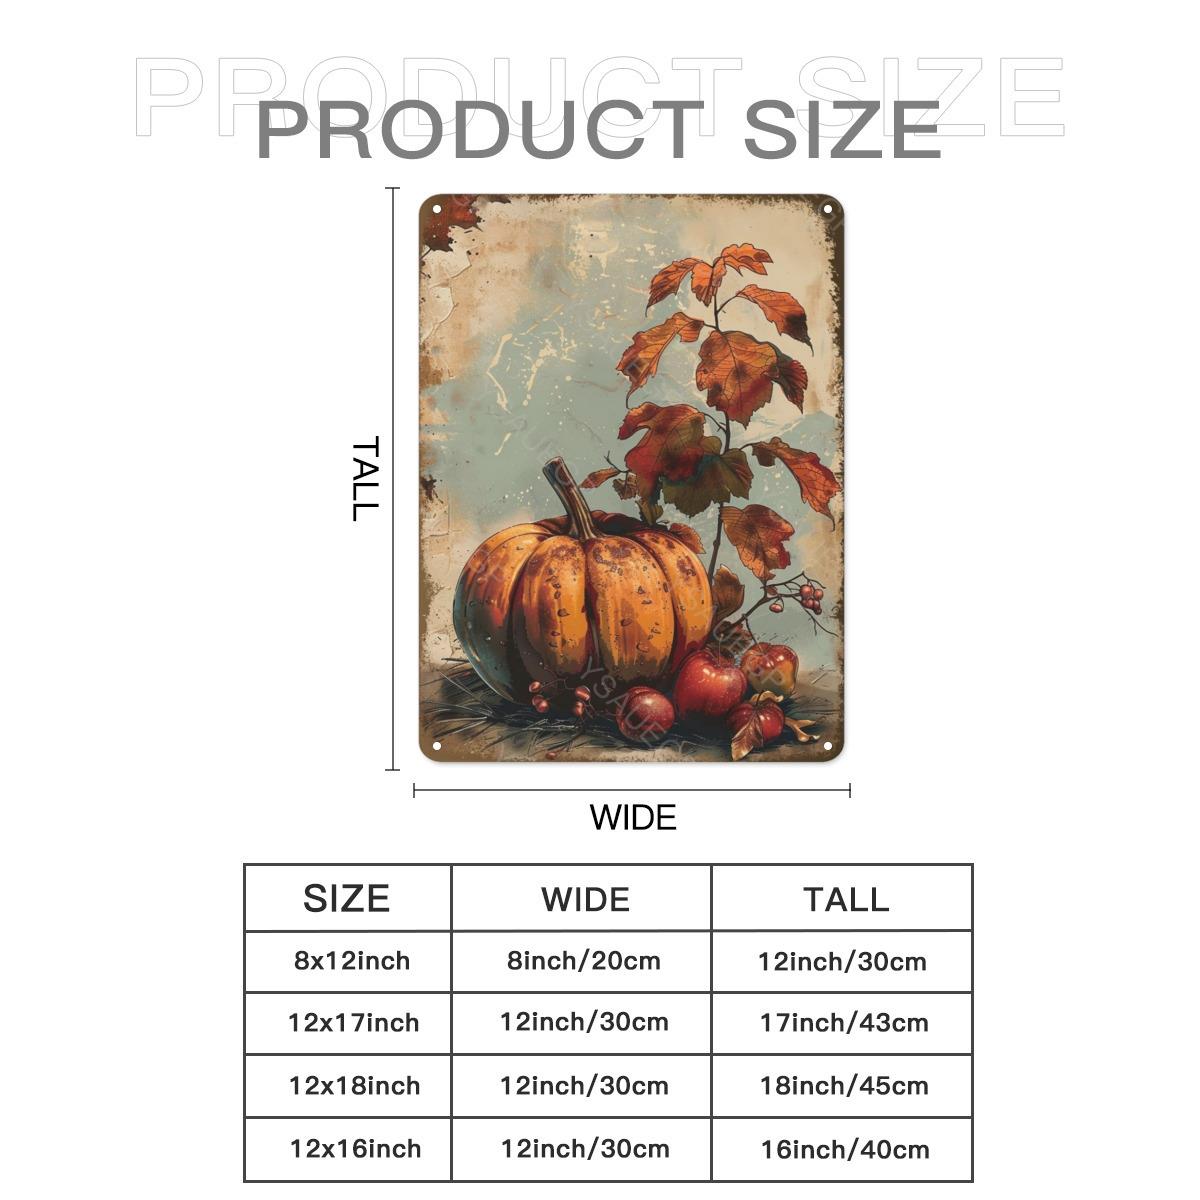 PRODUCT SIZE
PRODUCT SIZE
TALL
WIDE
SIZE WIDE TALL
8x12inch 8inch/20cm 12inch/30cm
12x17inch 12inch/30cm 17inch/43cm
12x18inch 12inch/30cm 18inch/45cm
12x16inch 12inch/30cm 16inch/40cm